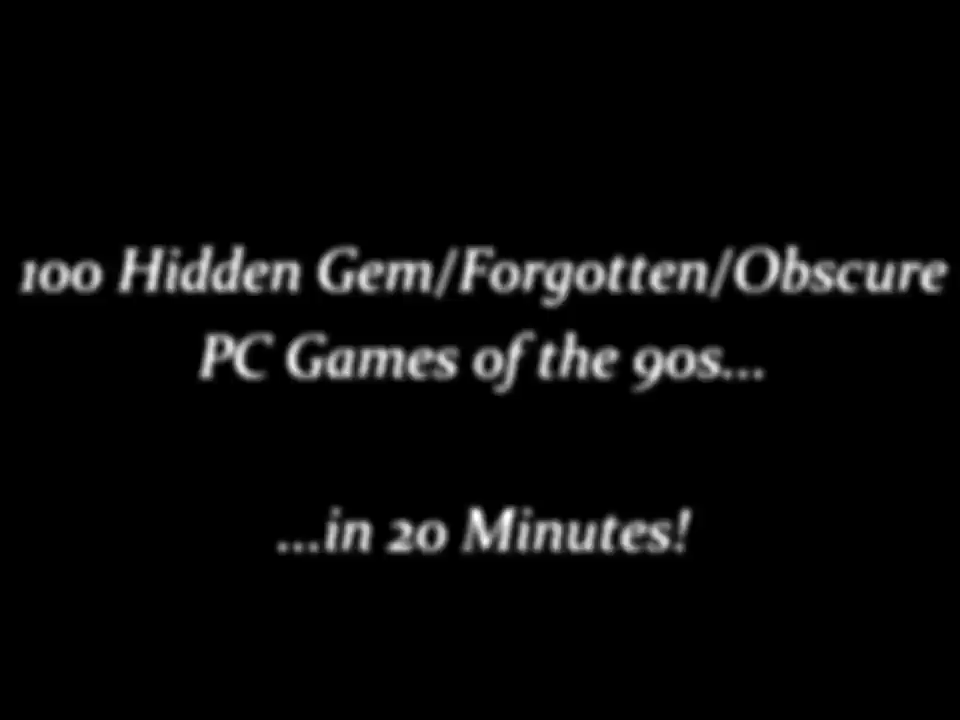 100 Hidden Gem/Forgotten/Obscure
PC Games of the 90s...
...in 20 Minutes!